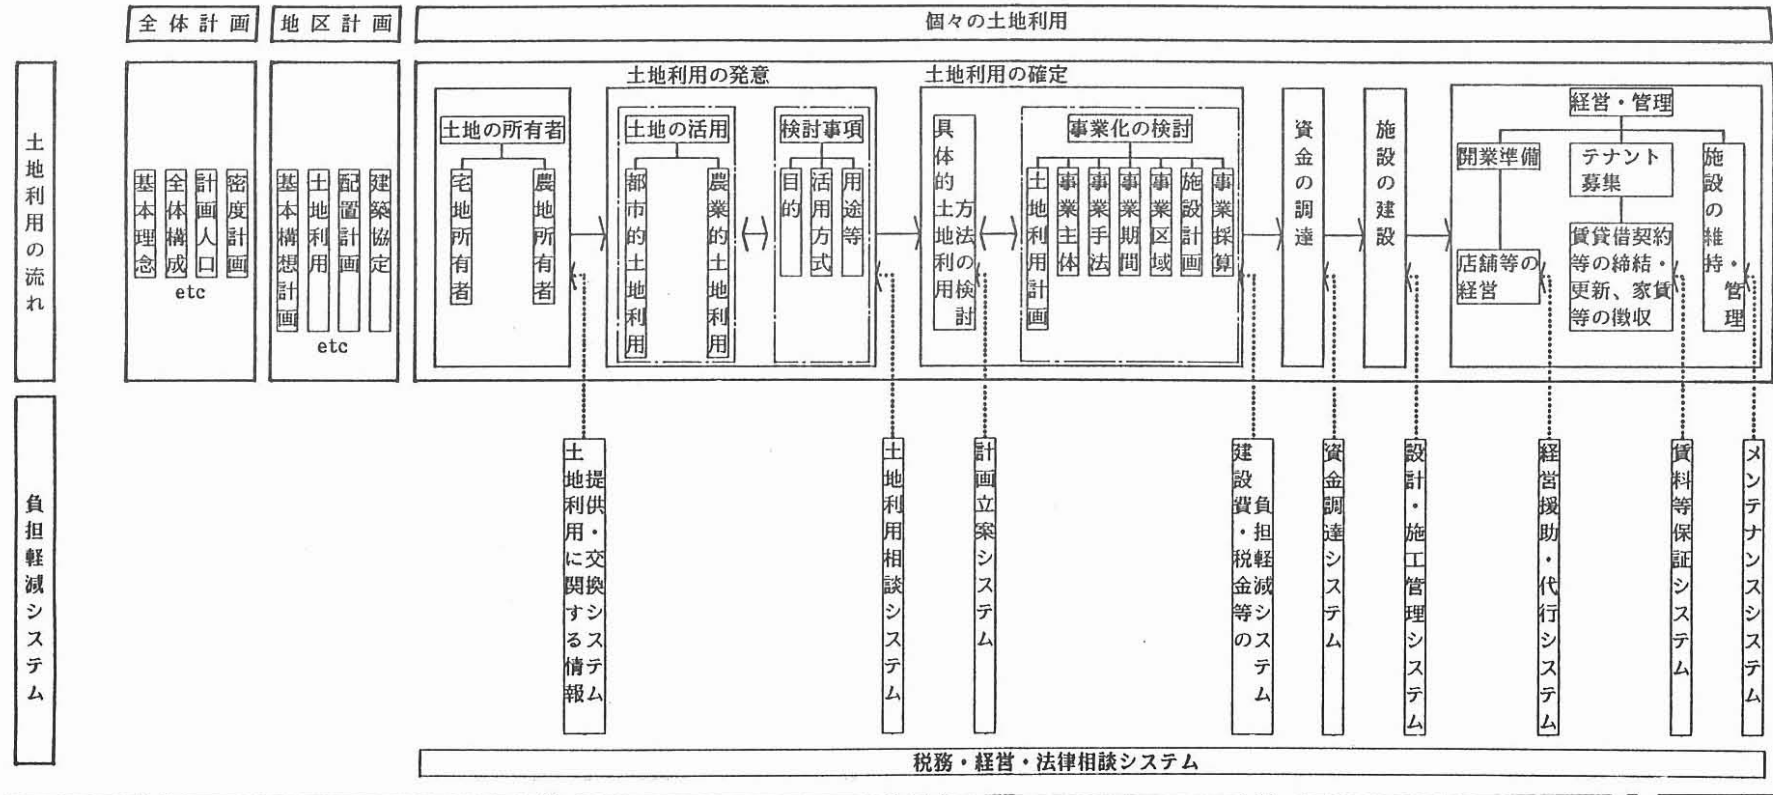 全体計画
地区計画
個々の土地利用
土地利用の流れ
基本理念
全体構成
計画人口
密度計画
etc
基本構想計画
土地利用
配置計画
建築協定
etc
土地利用の発意
土地の所有者
宅地所有者
農地所有者
土地の活用
都市的土地利用
農業的土地利用
検討事項
目的
活用方式
用途等
土地利用の確定
具体的土地利用
方法の検討
事業化の検討
土地利用計画
事業主体
事業手法
事業期間
事業区域
施設計画
事業採算
資金の調達
施設の建設
経営・管理
開業準備
店舗等の
経営
テナント
募集
賃貸借契約
等の締結・
更新、家賃
等の徴収
施設の維持・
管理
負担軽減システム
土地利用に関する情報
提供・交換システム
土地利用相談システム
計画立案システム
建設費・税金等の
負担軽減システム
資金調達システム
設計・施工管理システム
経営援助・代行システム
賃料等保証システム
メンテナンスシステム
税務・経営・法律相談システム